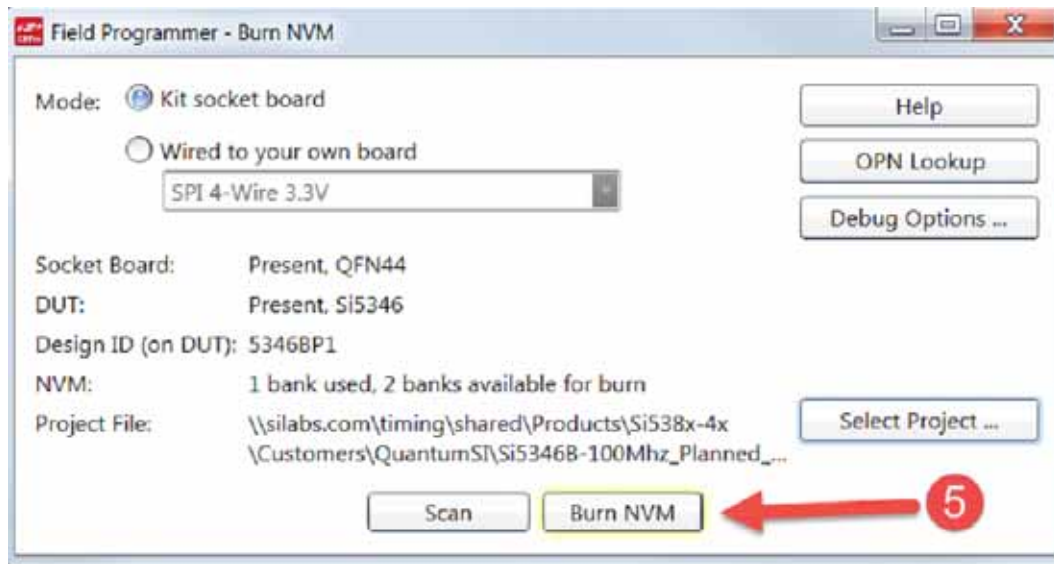 Field Programmer - Burn NVM
Mode: Kit socket board
Help
Wired to your own board
OPN Lookup
SPI 4-Wire 3.3V
Debug Options ...
Socket Board: Present, QFN44
DUT: Present, Si5346
Design ID (on DUT): 5346BP1
NVM: 1 bank used, 2 banks available for burn
Project File: \\silabs.com\timing\shared\Products\Si538x-4x
\Customers\QuantumSI\Si5346B-100Mhz_Planned_...
Select Project ...
Scan
Burn NVM
5